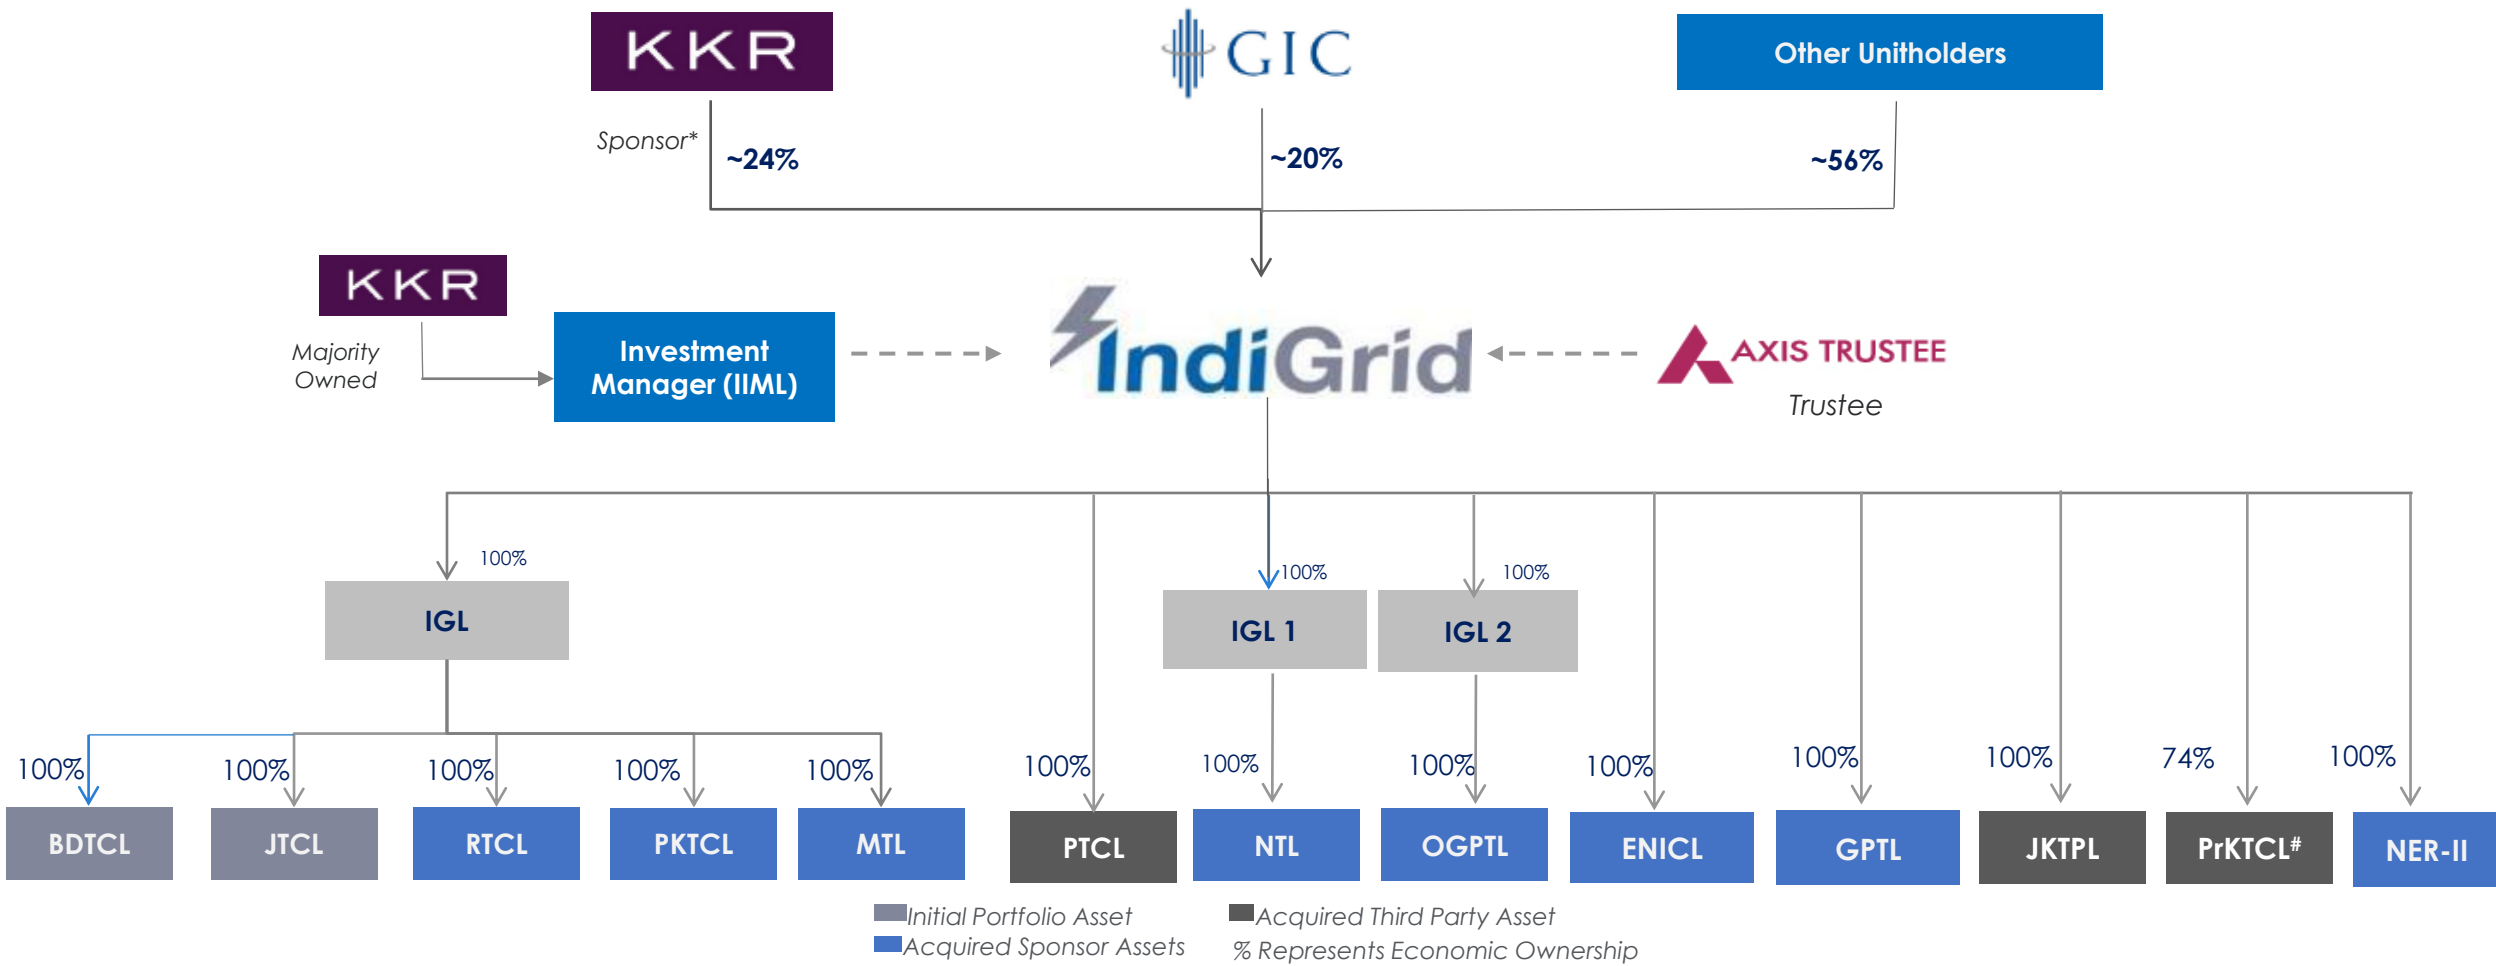 KKR
GIC
Other Unitholders
Sponsor*
~24%
~20%
~56%
KKR
Majority
Owned
Investment
Manager (IIML)
IndiGrid
AXIS TRUSTEE
Trustee
100%
100%
100%
IGL
IGL 1
IGL 2
100%
100%
100%
100%
100%
100%
100%
100%
100%
100%
100%
74%
100%
BDTCL
JTCL
RTCL
PKTCL
MTL
PTCL
NTL
OGPTL
ENICL
GPTL
JKTPL
PrKTCL#
NER-II
Initial Portfolio Asset
Acquired Third Party Asset
Acquired Sponsor Assets
% Represents Economic Ownership